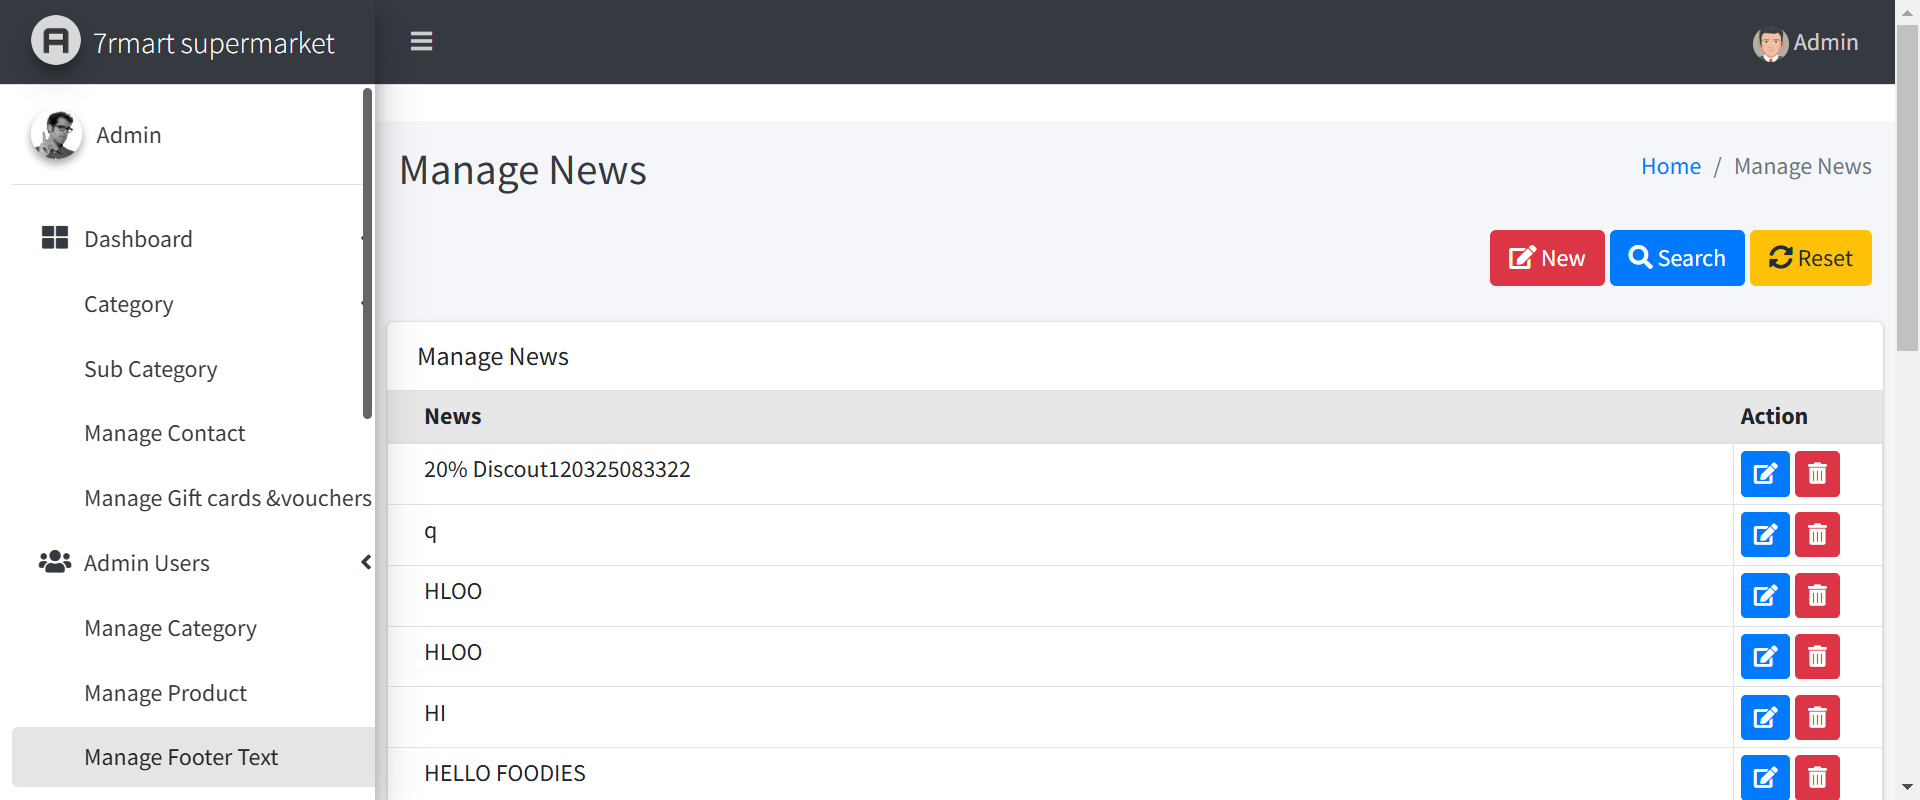 7rmart supermarket
Admin
Admin
Manage News
Home / Manage News
New Search Reset
Dashboard
Category
Sub Category
Manage Contact
Manage Gift cards &vouchers
Admin Users
Manage Category
Manage Product
Manage Footer Text
Manage News
News Action
20% Discout120325083322
q
HLOO
HLOO
HI
HELLO FOODIES